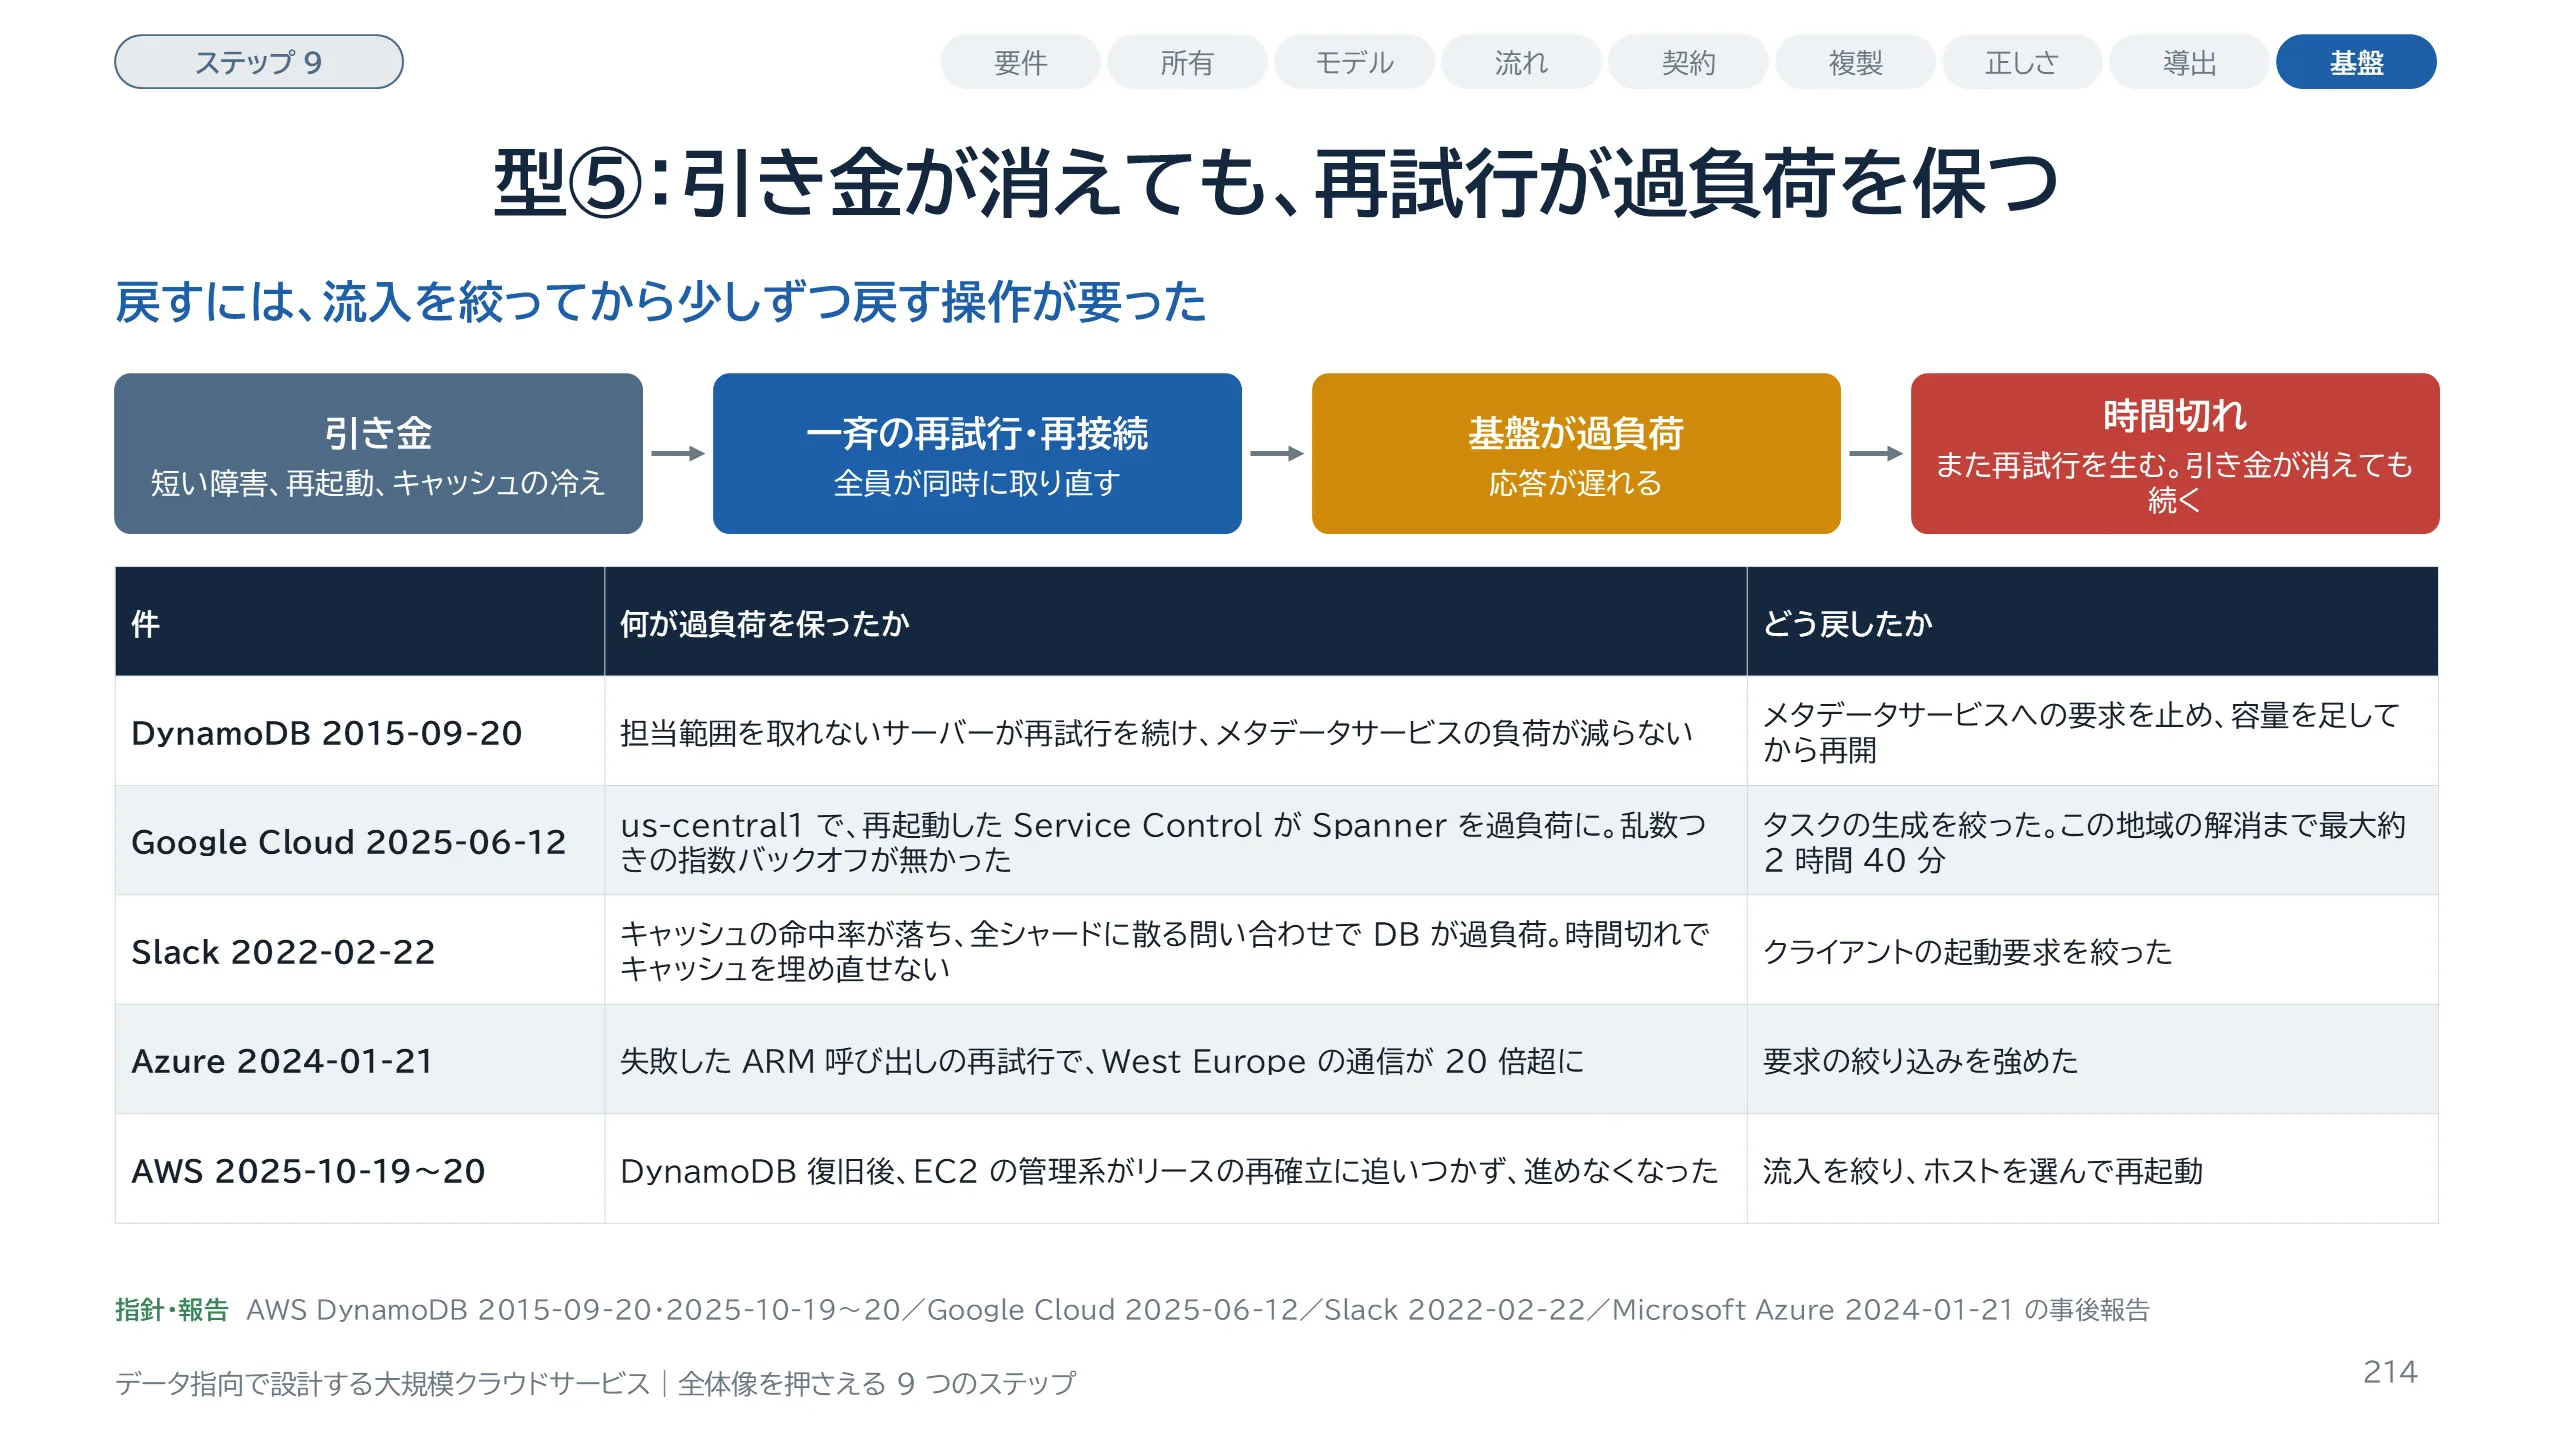 ステップ 9
要件
所有
モデル
流れ
契約
複製
正しさ
導出
基盤
型⑤：引き金が消えても、再試行が過負荷を保つ
戻すには、流入を絞ってから少しずつ戻す操作が要った
引き金
短い障害、再起動、キャッシュの冷え
一斉の再試行・再接続
全員が同時に取り直す
基盤が過負荷
応答が遅れる
時間切れ
また再試行を生む。引き金が消えても
続く
件
何が過負荷を保ったか
どう戻したか
DynamoDB 2015-09-20
担当範囲を取れないサーバーが再試行を続け、メタデータサービスの負荷が減らない
メタデータサービスへの要求を止め、容量を足して
から再開
Google Cloud 2025-06-12
us-central1 で、再起動した Service Control が Spanner を過負荷に。乱数つ
きの指数バックオフが無かった
タスクの生成を絞った。この地域の解消まで最大約
2 時間 40 分
Slack 2022-02-22
キャッシュの命中率が落ち、全シャードに散る問い合わせで DB が過負荷。時間切れで
キャッシュを埋め直せない
クライアントの起動要求を絞った
Azure 2024-01-21
失敗した ARM 呼び出しの再試行で、West Europe の通信が 20 倍超に
要求の絞り込みを強めた
AWS 2025-10-19〜20
DynamoDB 復旧後、EC2 の管理系がリースの再確立に追いつかず、進めなくなった
流入を絞り、ホストを選んで再起動
指針・報告 AWS DynamoDB 2015-09-20・2025-10-19〜20／Google Cloud 2025-06-12／Slack 2022-02-22／Microsoft Azure 2024-01-21 の事後報告
データ指向で設計する大規模クラウドサービス｜全体像を押さえる 9 つのステップ
214